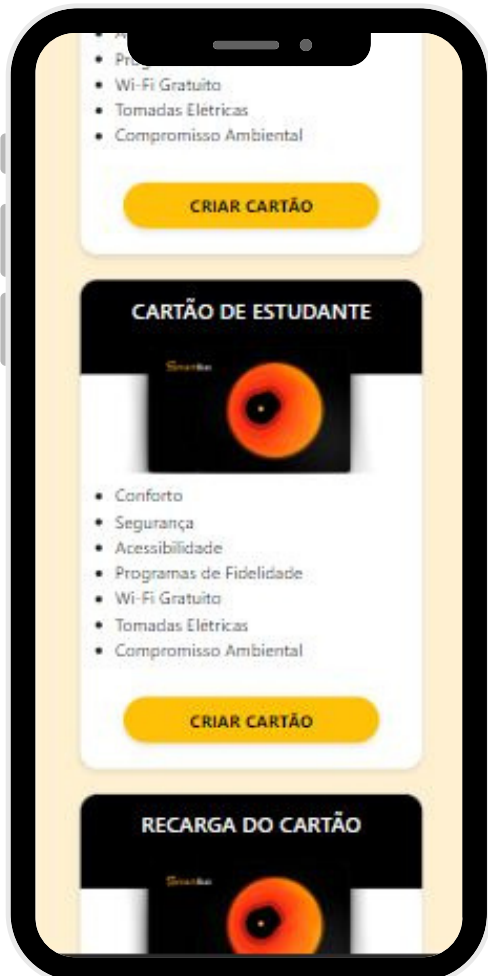 Wi-Fi Gratuito
Tomadas Elétricas
Compromisso Ambiental
CRIAR CARTÃO
CARTÃO DE ESTUDANTE
Conforto
Segurança
Acessibilidade
Programas de Fidelidade
Wi-Fi Gratuito
Tomadas Elétricas
Compromisso Ambiental
CRIAR CARTÃO
RECARGA DO CARTÃO